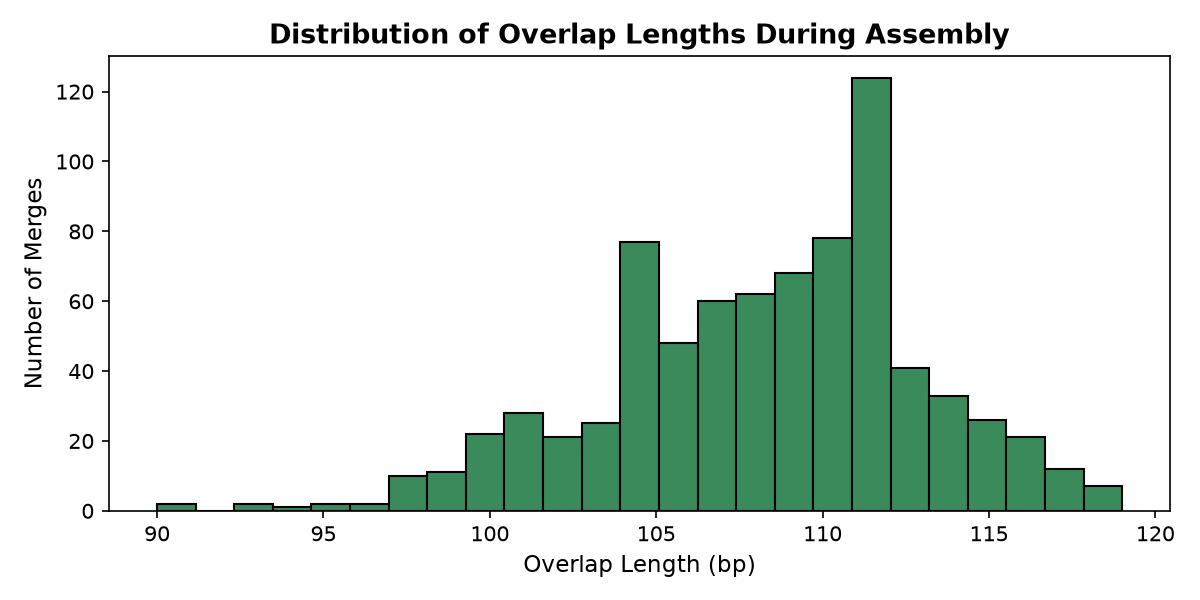 Distribution of Overlap Lengths During Assembly
Number of Merges
120
100
80
60
40
20
0
90 95 100 105 110 115 120
Overlap Length (bp)